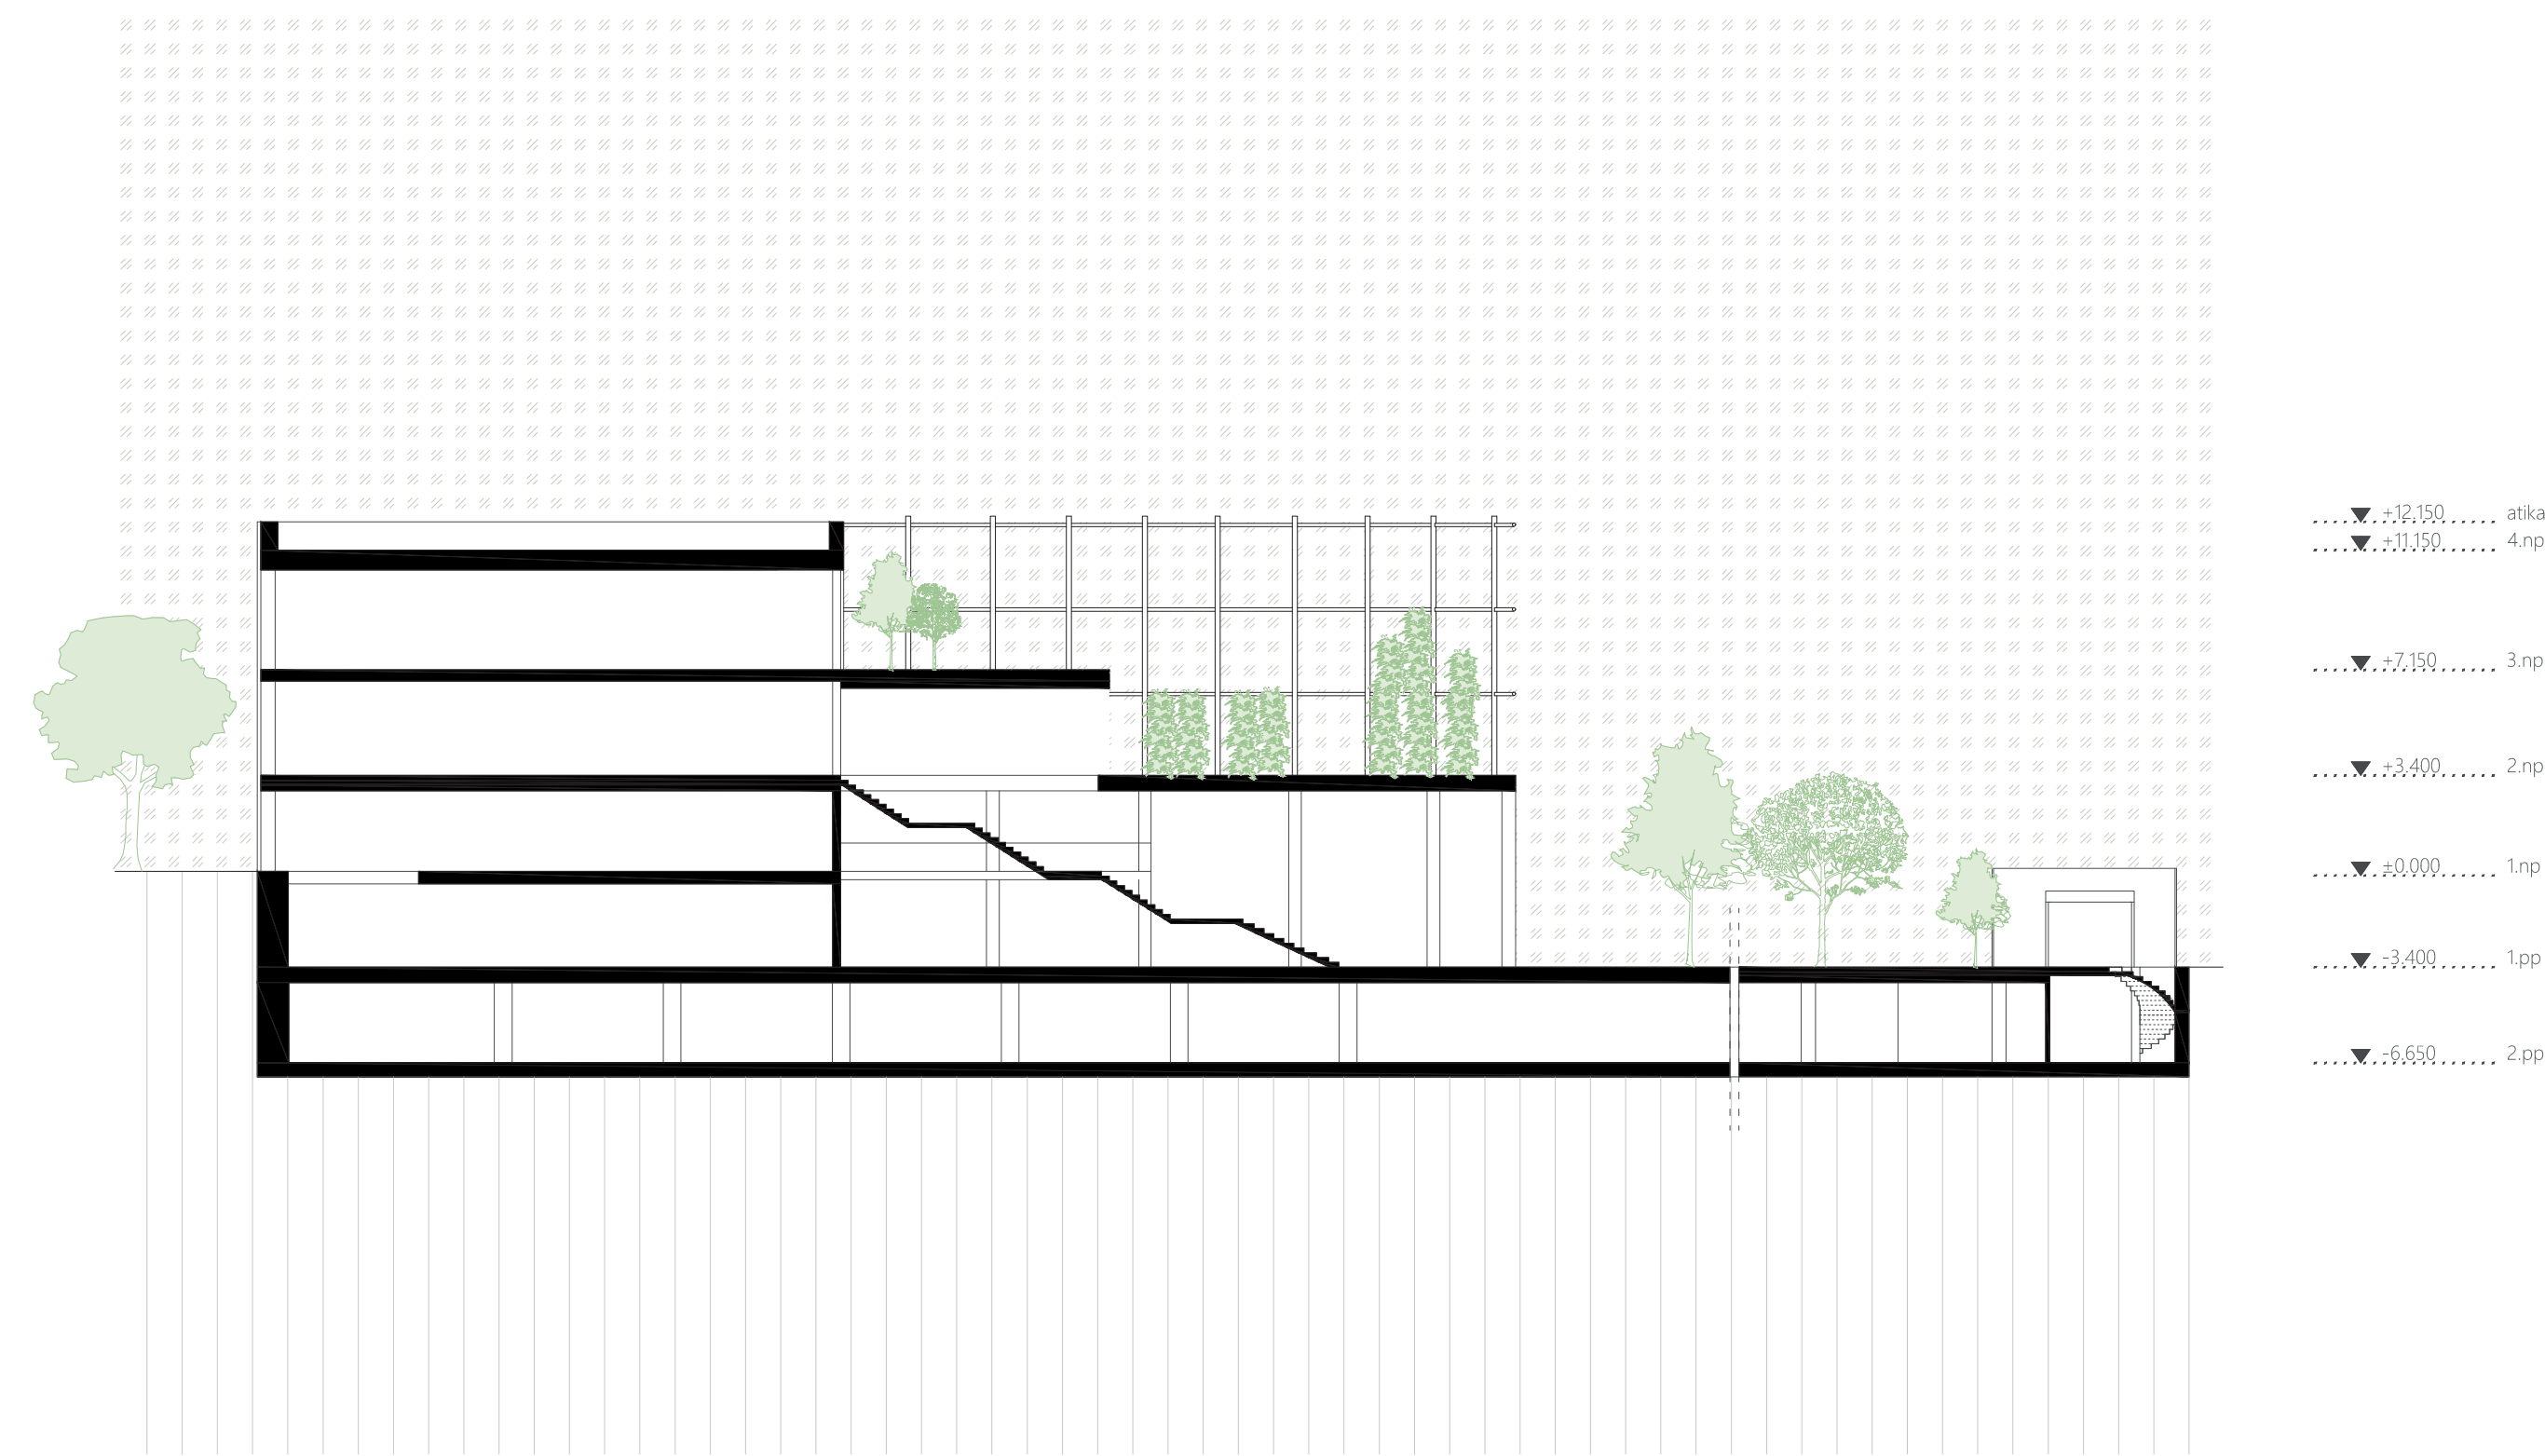 +12.150 atika
+11.150 4.np
+7.150 3.np
+3.400 2.np
±0.000 1.np
-3.400 1.pp
-6.650 2.pp